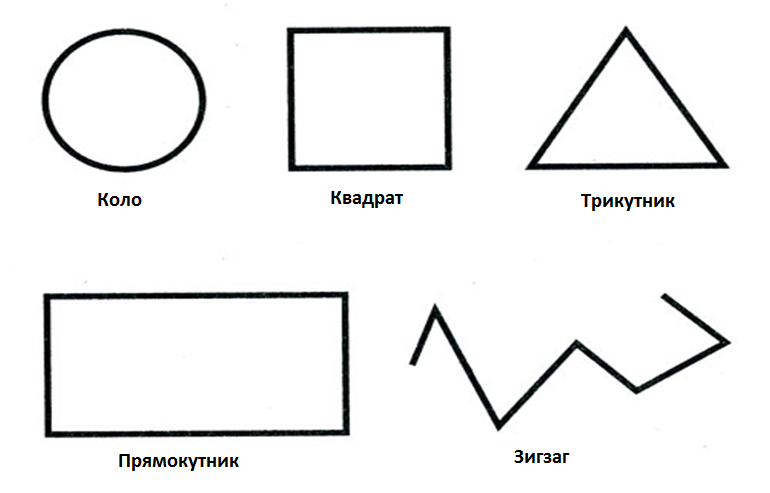 Коло
Квадрат
Трикутник
Прямокутник
Зигзаг